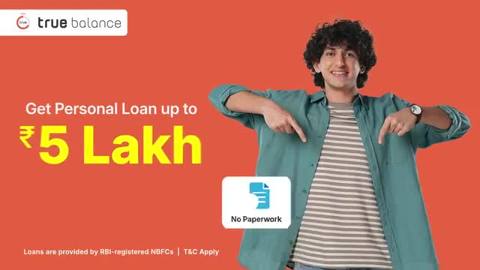 true balance
Get Personal Loan up to
₹5 Lakh
No Paperwork
Loans are provided by RBI-registered NBFCs | T&C Apply